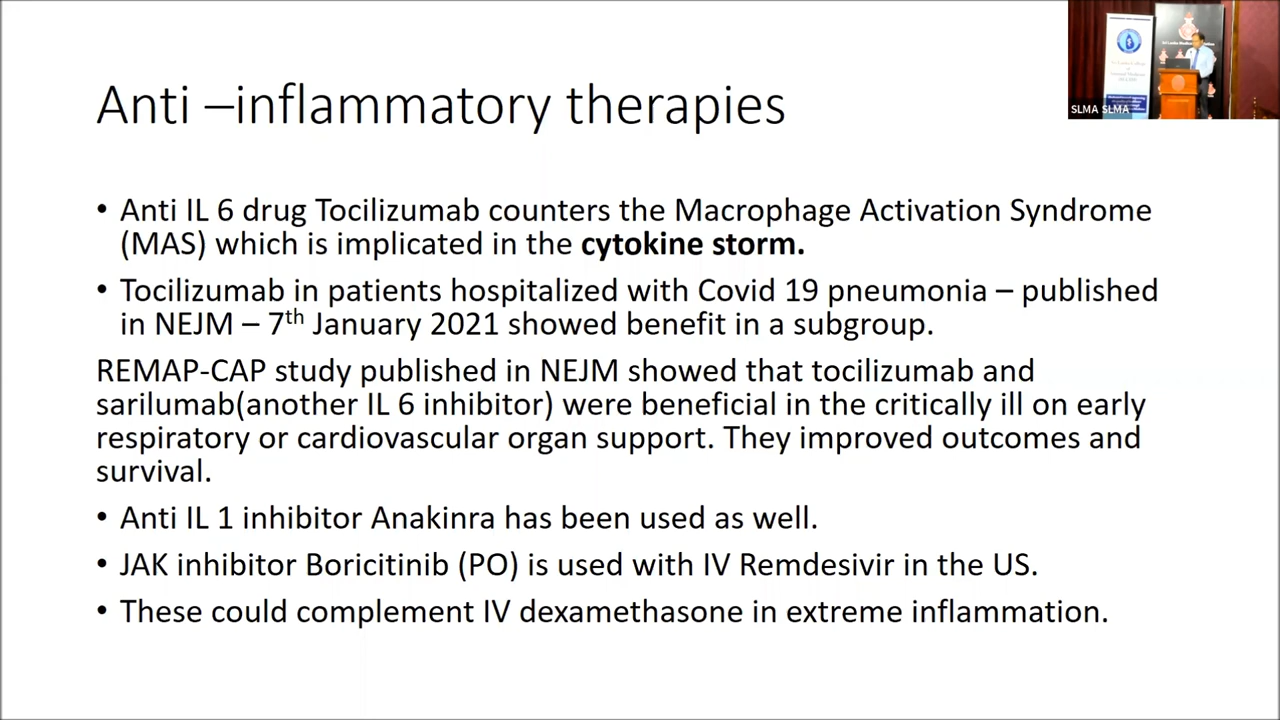 Anti –inflammatory therapies
• Anti IL 6 drug Tocilizumab counters the Macrophage Activation Syndrome
(MAS) which is implicated in the cytokine storm.
• Tocilizumab in patients hospitalized with Covid 19 pneumonia – published
in NEJM – 7th January 2021 showed benefit in a subgroup.
REMAP-CAP study published in NEJM showed that tocilizumab and
sarilumab(another IL 6 inhibitor) were beneficial in the critically ill on early
respiratory or cardiovascular organ support. They improved outcomes and
survival.
• Anti IL 1 inhibitor Anakinra has been used as well.
• JAK inhibitor Boricitinib (PO) is used with IV Remdesivir in the US.
• These could complement IV dexamethasone in extreme inflammation.
SLMA SLMA